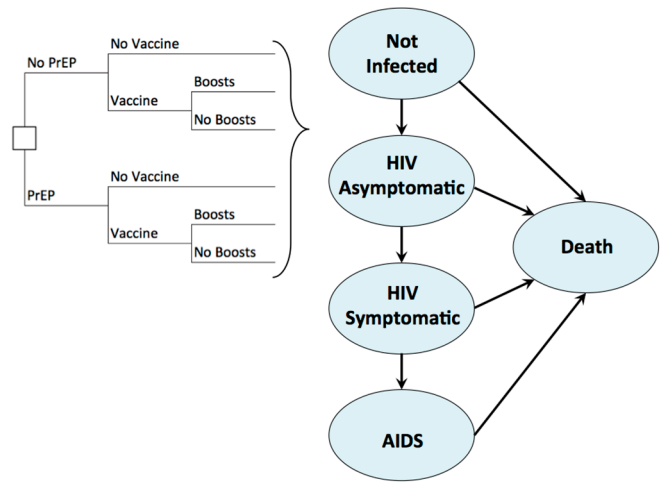 No PrEP
No Vaccine
Vaccine
Boosts
No Boosts
PrEP
No Vaccine
Vaccine
Boosts
No Boosts
Not
Infected
HIV
Asymptomatic
HIV
Symptomatic
AIDS
Death